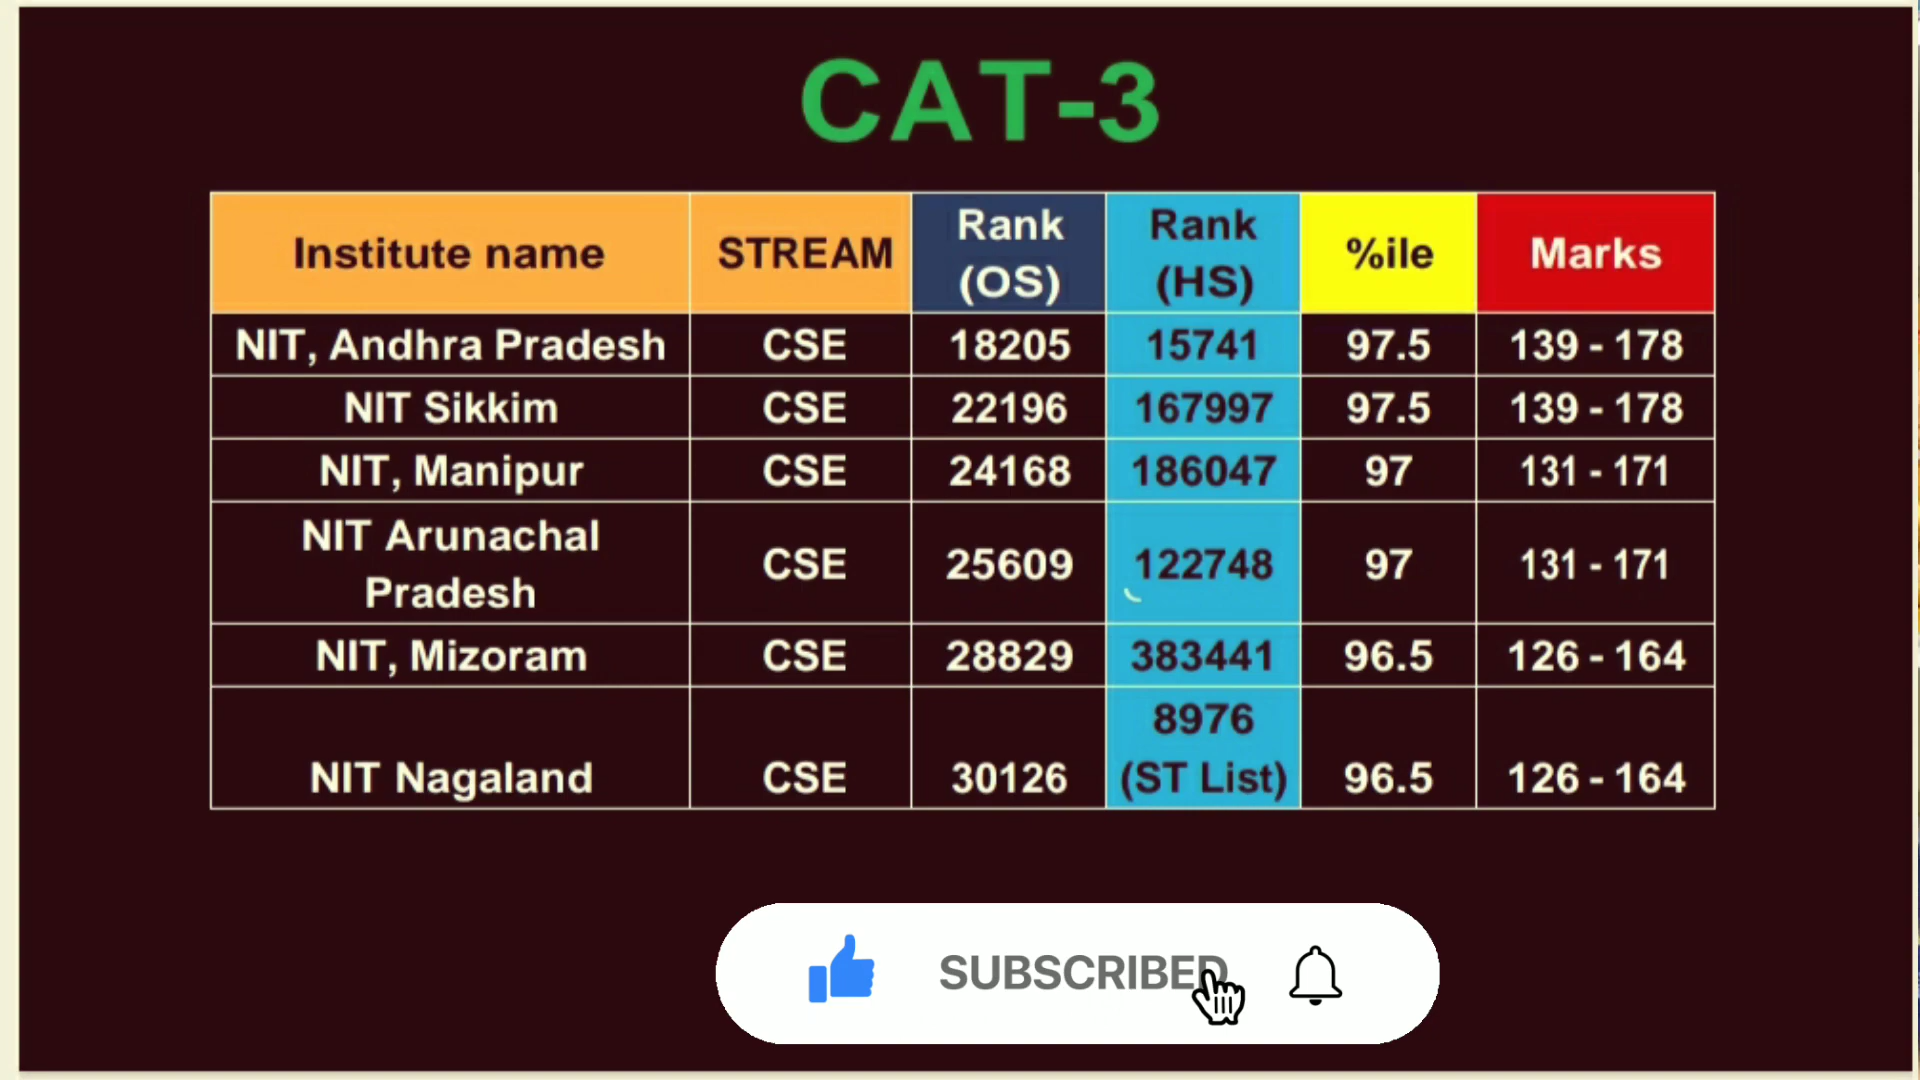 CAT-3
Institute name STREAM Rank (OS) Rank (HS) %ile Marks
NIT, Andhra Pradesh CSE 18205 15741 97.5 139 - 178
NIT Sikkim CSE 22196 167997 97.5 139 - 178
NIT, Manipur CSE 24168 186047 97 131 - 171
NIT Arunachal Pradesh CSE 25609 122748 97 131 - 171
NIT, Mizoram CSE 28829 383441 96.5 126 - 164
NIT Nagaland CSE 30126 8976 (ST List) 96.5 126 - 164
SUBSCRIBED